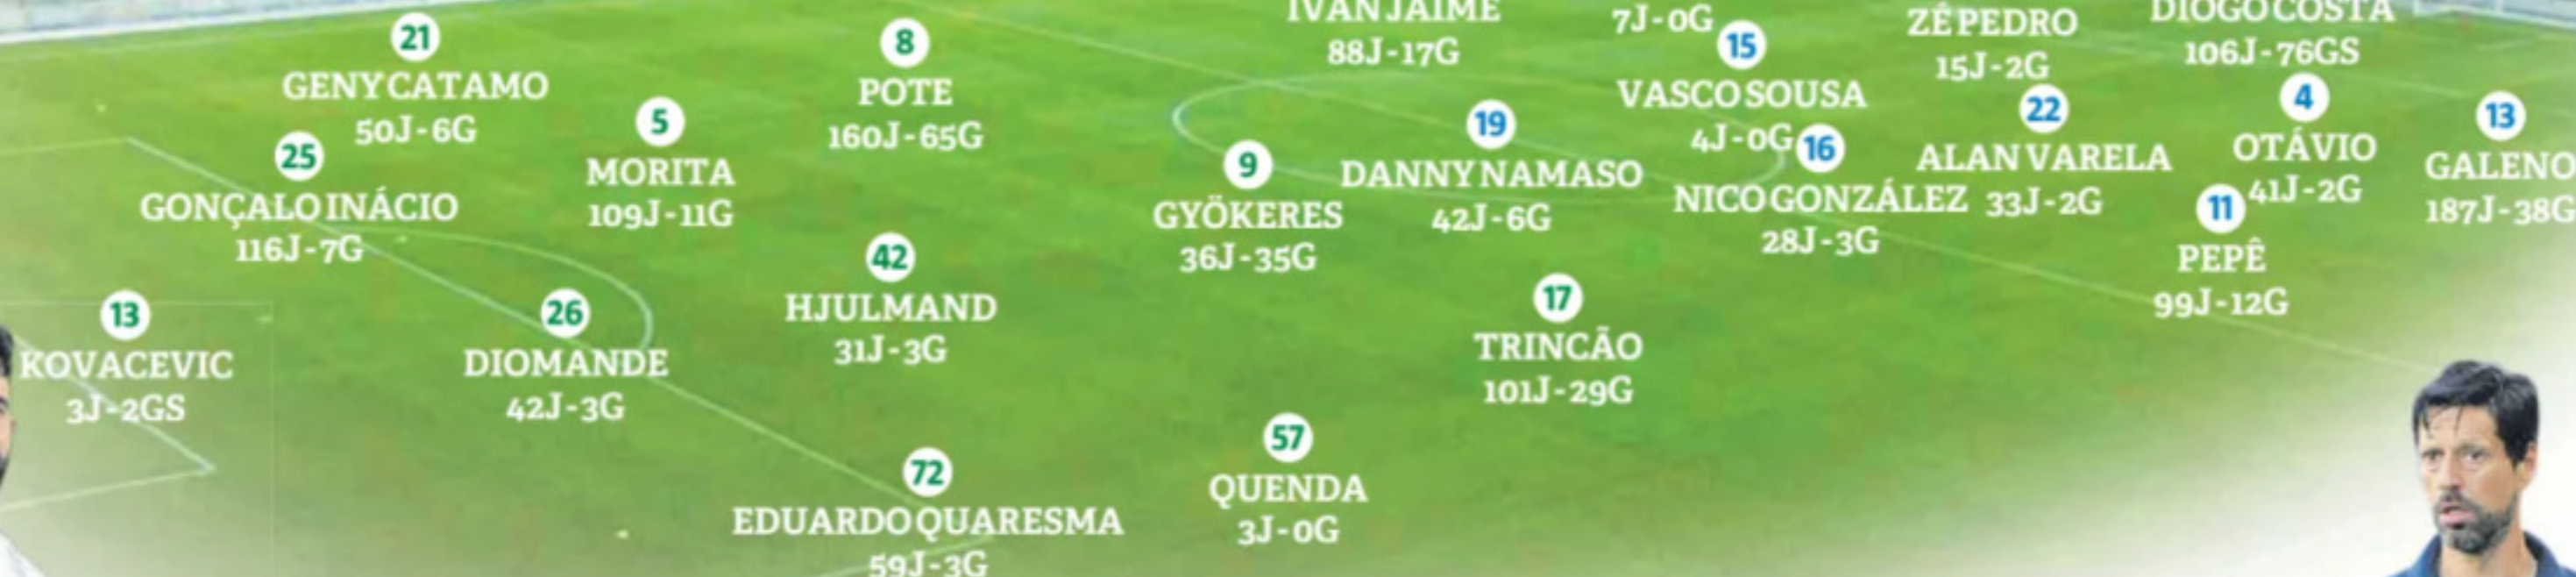 IVÁN JAIME
88J-17G
7J-0G
ZÉ PEDRO
15J-2G
DIOGO COSTA
106J-76GS
21
GENY CATAMO
50J-6G
8
POTE
160J-65G
15
VASCO SOUSA
4J-0G
5
MORITA
109J-11G
19
DANNY NAMASO
42J-6G
22
ALAN VARELA
33J-2G
4
OTÁVIO
41J-2G
13
GALENO
187J-38G
25
GONÇALO INÁCIO
116J-7G
9
GYÖKERES
36J-35G
16
NICO GONZÁLEZ
28J-3G
11
PEPÊ
99J-12G
42
HJULMAND
31J-3G
13
KOVACEVIC
3J-2GS
26
DIOMANDE
42J-3G
17
TRINCÃO
101J-29G
72
EDUARDO QUARESMA
59J-3G
57
QUENDA
3J-0G